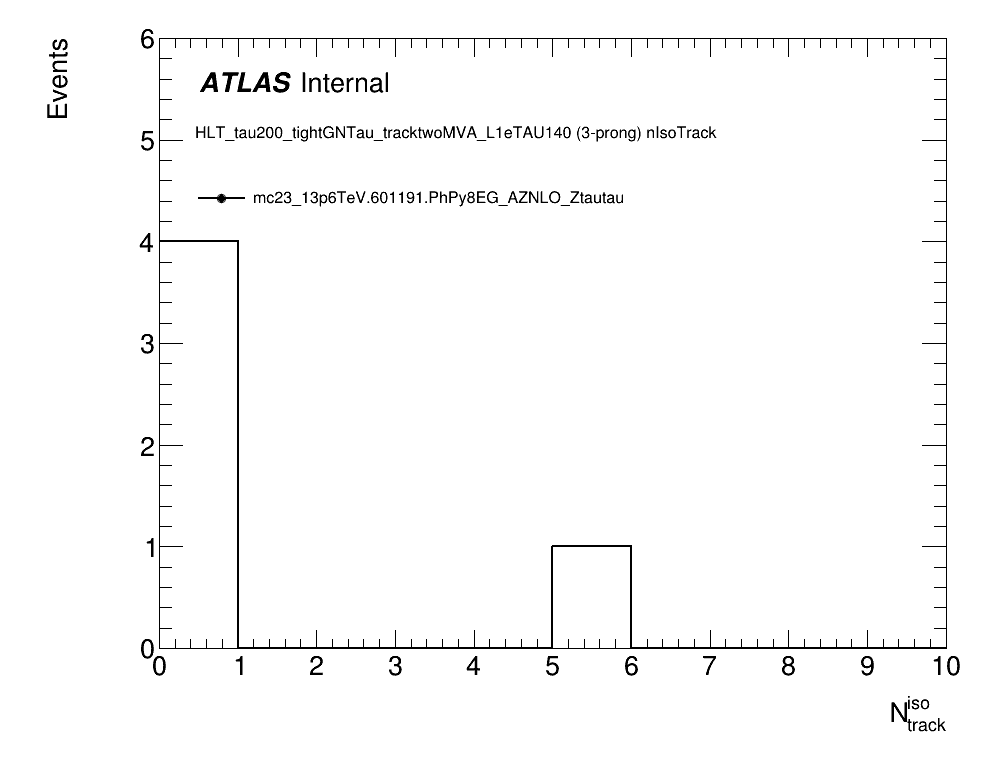 Events
6
ATLAS Internal
HLT_tau200_tightGNTau_tracktwoMVA_L1eTAU140 (3-prong) nIsoTrack
5
mc23_13p6TeV.601191.PhPy8EG_AZNLO_Ztautau
4
3
2
1
0
0 1 2 3 4 5 6 7 8 9 10
N iso track